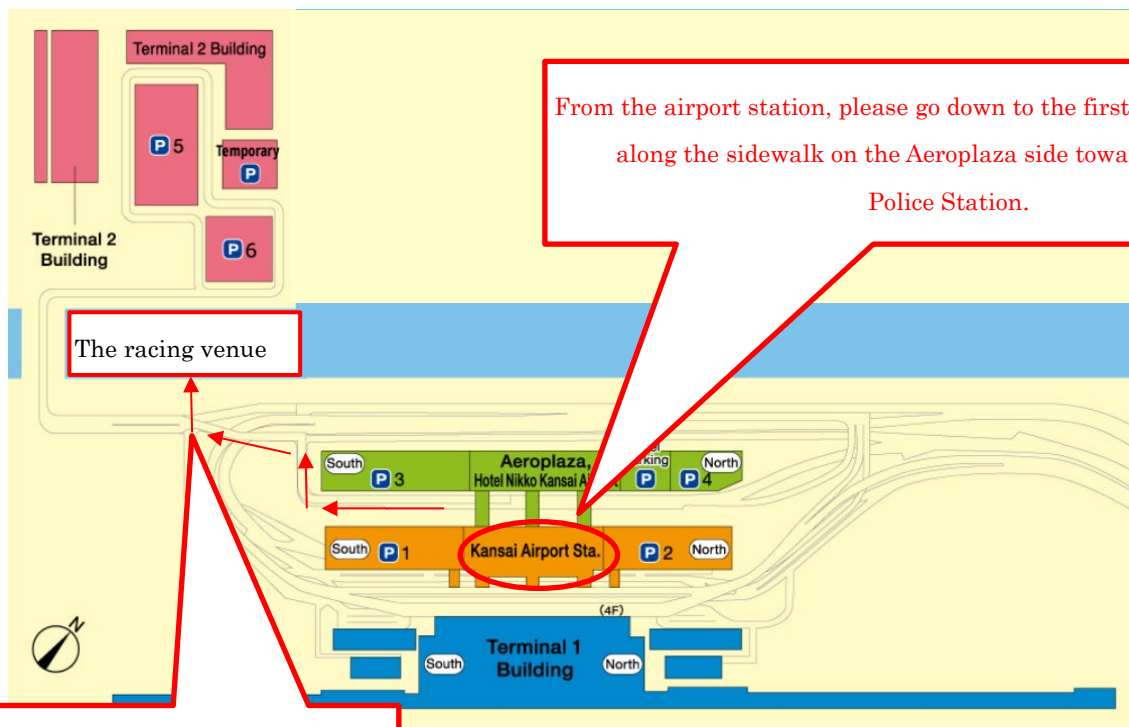 Terminal 2 Building
From the airport station, please go down to the first
along the sidewalk on the Aeroplaza side
Police Station.
P 5
Temporary
P
Terminal 2
Building
P 6
The racing venue
South
P 3
Aeroplaza,
Hotel Nikko Kansai
P
P 4
North
South
P 1
Kansai Airport Sta.
P 2
North
N
(4F)
South
Terminal 1
Building
North